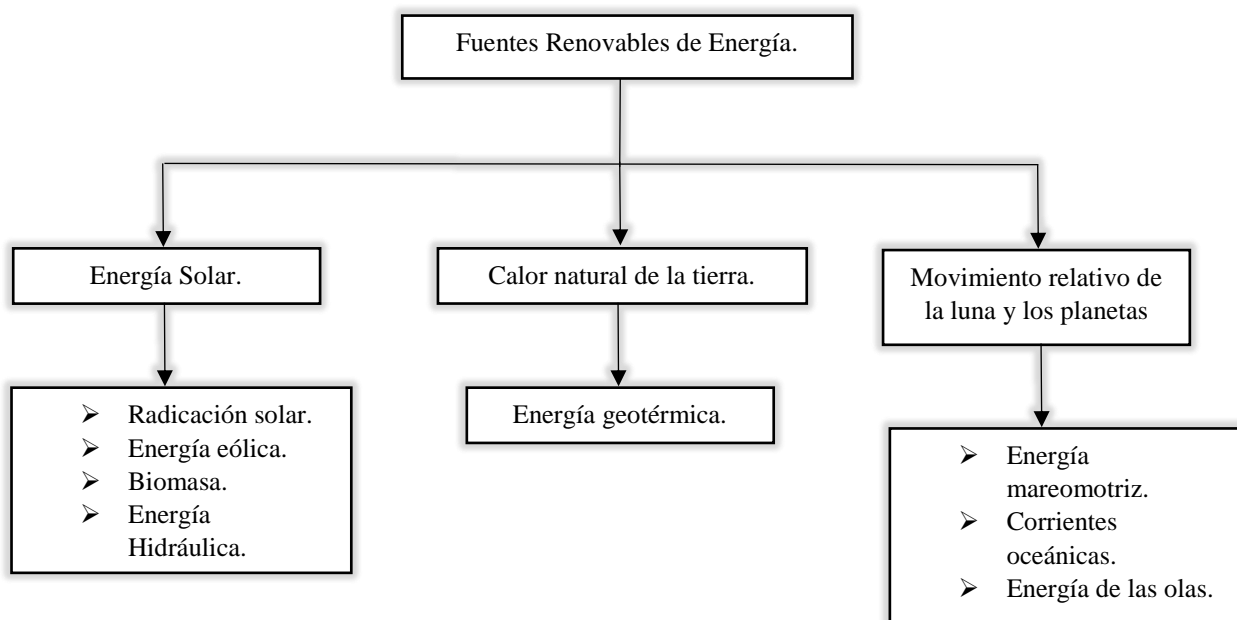 Fuentes Renovables de Energía.
Energía Solar.
Calor natural de la tierra.
Movimiento relativo de
la luna y los planetas
➢ Radicación solar.
➢ Energía eólica.
➢ Biomasa.
➢ Energía
Hidráulica.
Energía geotérmica.
➢ Energía
mareomotriz.
➢ Corrientes
oceánicas.
➢ Energía de las olas.